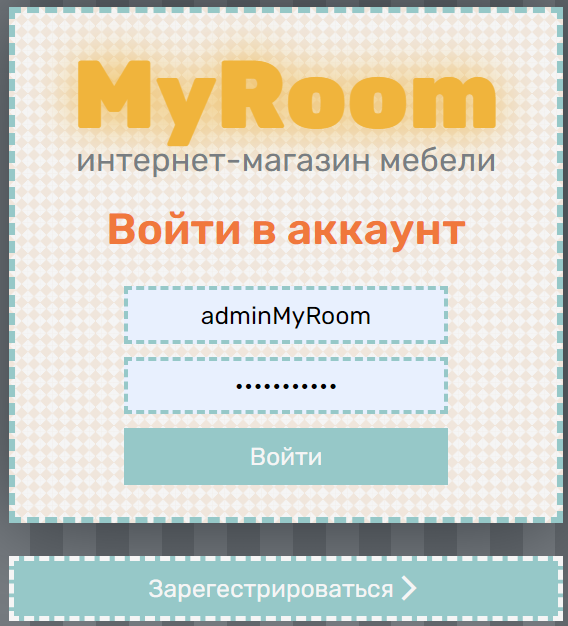 MyRoom
интернет-магазин мебели
Войти в аккаунт
adminMyRoom
•••••••••••
Войти
Зарегестрироваться